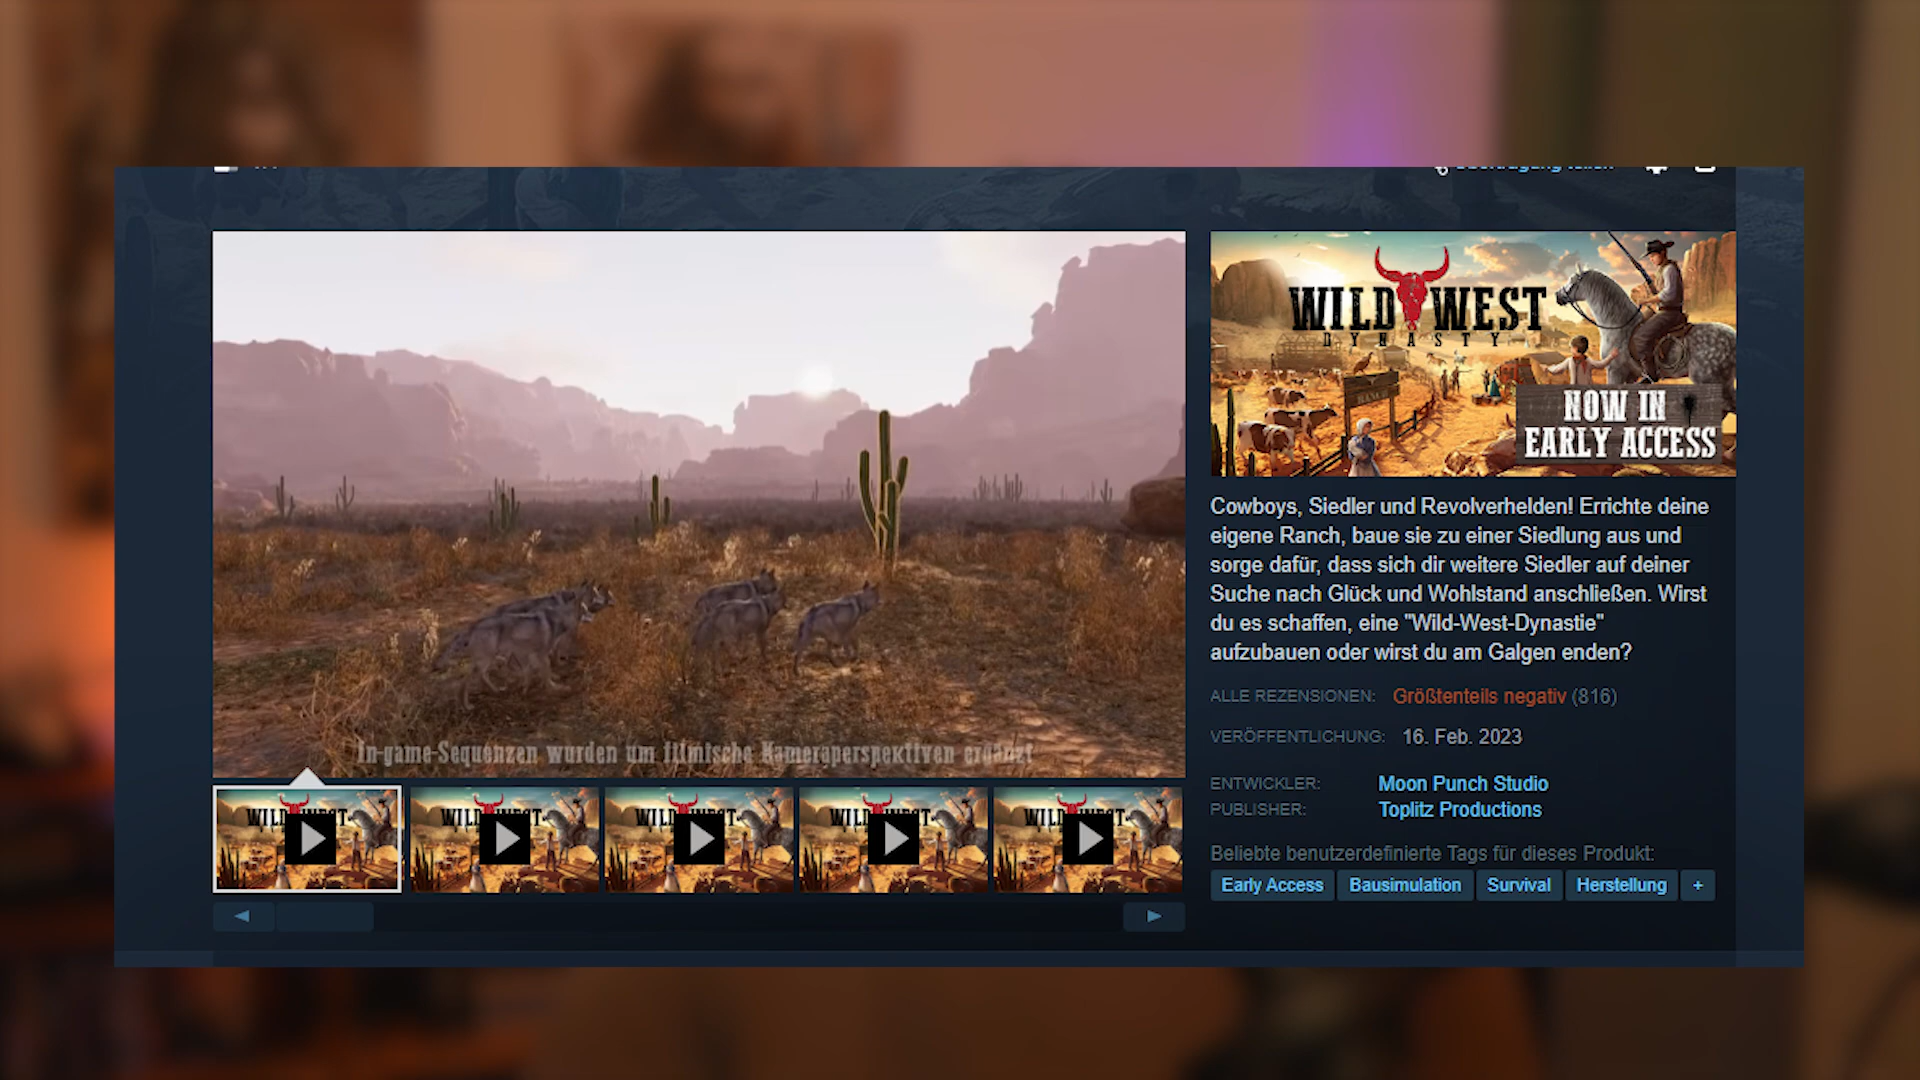 WILD WEST
DYNASTY
RANCH
NOW IN
EARLY ACCESS
Cowboys, Siedler und Revolverhelden! Errichte deine
eigene Ranch, baue sie zu einer Siedlung aus und
sorge dafür, dass sich dir weitere Siedler auf deiner
Suche nach Glück und Wohlstand anschließen. Wirst
du es schaffen, eine "Wild-West-Dynastie"
aufzubauen oder wirst du am Galgen enden?
ALLE REZENSIONEN: Größtenteils negativ (816)
VERÖFFENTLICHUNG: 16. Feb. 2023
ENTWICKLER: Moon Punch Studio
PUBLISHER: Toplitz Productions
Beliebte benutzerdefinierte Tags für dieses Produkt:
Early Access Bausimulation Survival Herstellung +
In-game-Sequenzen wurden um filmische Kameraperspektiven ergänzt